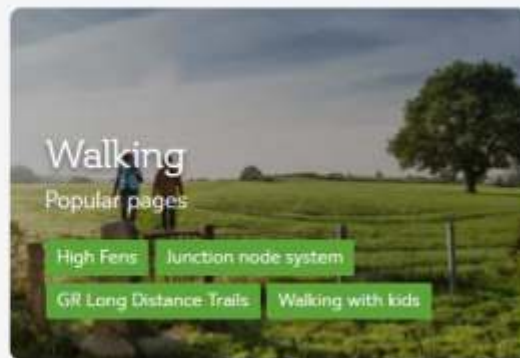 Walking
Popular pages
High Fens Junction node system
GR Long Distance Trails Walking with kids